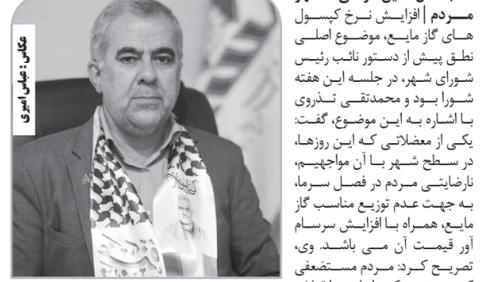 مردم | افزایش نرخ کپسول
های گاز مایع، موضوع اصلی
نطق پیش از دستور نائب رئیس
شورای شهر، در جلسه این هفته
شورا بود و محمدتقی تذروی
با اشاره به این موضوع، گفت:
یکی از معضلاتی که این روزها،
در سطح شهر با آن مواجهیم،
نارضایتی مردم در فصل سرما،
به جهت عدم توزیع مناسب گاز
مایع، همراه با افزایش سرسام
آور قیمت آن می باشد. وی،
تصریح کرد: مردم مستضعفی
عکاس: عباس امیری